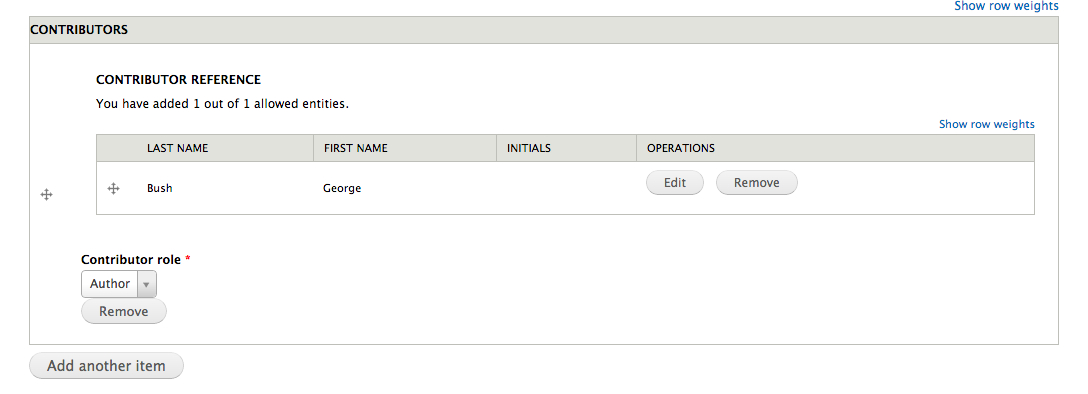 Show row weights
CONTRIBUTORS
CONTRIBUTOR REFERENCE
You have added 1 out of 1 allowed entities.
Show row weights
LAST NAME FIRST NAME INITIALS OPERATIONS
Bush George Edit Remove
Contributor role *
Author
Remove
Add another item